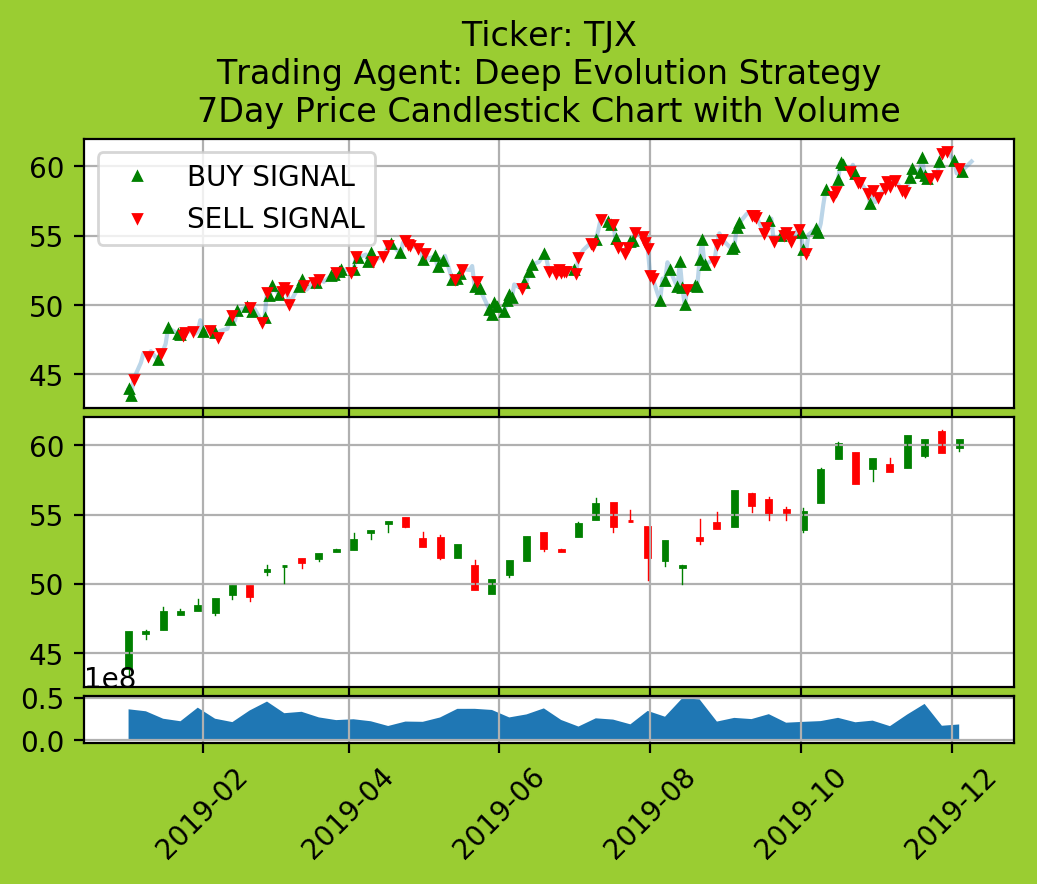 Ticker: TJX
Trading Agent: Deep Evolution Strategy
7Day Price Candlestick Chart with Volume
BUY SIGNAL
SELL SIGNAL
60
55
50
45
60
55
50
45
1e8
0.5
0.0
2019-02
2019-04
2019-06
2019-08
2019-10
2019-12